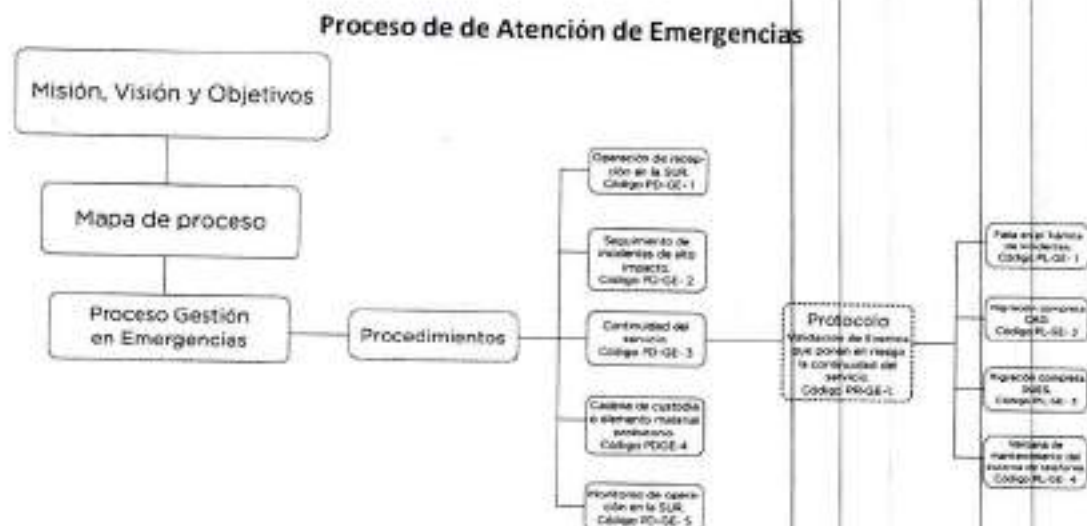 Proceso de de Atención de Emergencias
Misión, Visión y Objetivos
Mapa de proceso
Proceso Gestión
en Emergencias
Procedimientos
Operación de recep-
ción en la SUR.
Código PD-GE- 1
Seguimiento de
incidentes de alto
impacto.
Código PD-GE- 2
Continuidad del
servicio
Código PD-GE- 3
Cadena de custodia
o elemento material
probatorio.
Código PDGE-4
Monitoreo de opera-
ción en la SUR.
Código PD-GE- 5
Protocolo
Validación de Eventos
que ponen en riesgo
la continuidad del
servicio.
Código PR-GE-1.
Falla en el Trámite
de incidentes.
Código PL-GE- 1
Migración completa
Código PL-GE- 2
Migración completa
Código PL-GE- 3
Ventana de
mantenimiento del
sistema de telefonía
Código PL-GE- 4